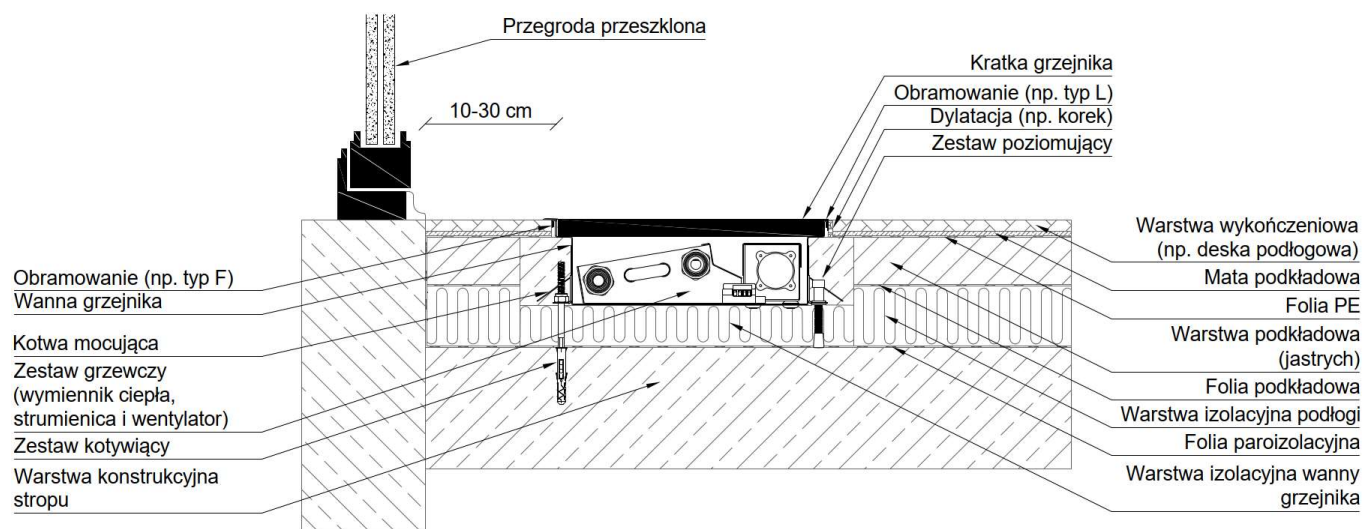 Przegroda przeszklona
10-30 cm
Kratka grzejnika
Obramowanie (np. typ L)
Dylatacja (np. korek)
Zestaw poziomujący
Obramowanie (np. typ F)
Wanna grzejnika
Kotwa mocująca
Zestaw grzewczy
(wymiennik ciepła,
strumienica i wentylator)
Zestaw kotywiący
Warstwa konstrukcyjna
stropu
Warstwa wykończeniowa
(np. deska podłogowa)
Mata podkładowa
Folia PE
Warstwa podkładowa
(jastrych)
Folia podkładowa
Warstwa izolacyjna podłogi
Folia paroizolacyjna
Warstwa izolacyjna wanny
grzejnika